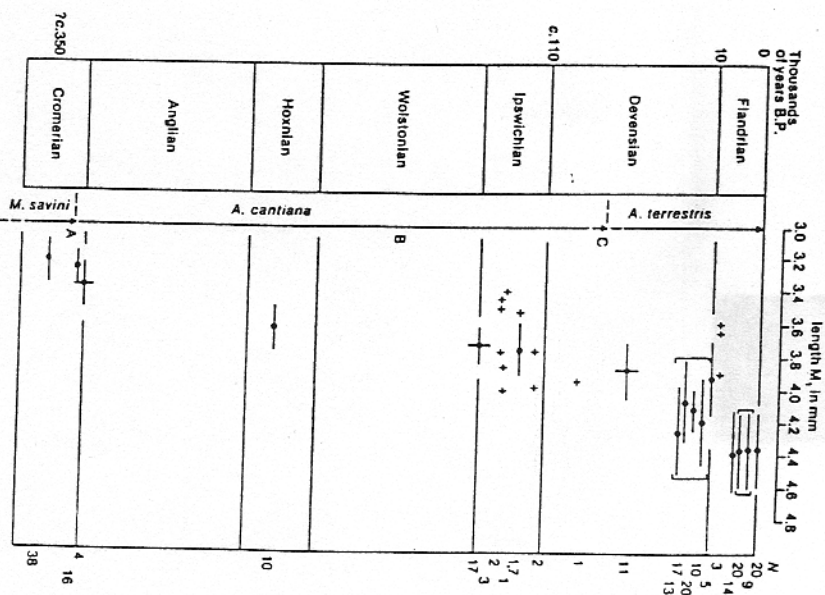 Thousands
of years B.P.
0
10
c.110
?c.350
Flandrian
Devensian
Ipswichian
Wolstonian
Hoxnian
Anglian
Cromerian
A. terrestris
A. cantiana
M. savini
C
B
A
length M₁ in mm
3.0
3.2
3.4
3.6
3.8
4.0
4.2
4.4
4.6
4.8
N
20
9
20
14
3
5
10
20
17
13
11
1
2
1,7
1
2
3
17
10
4
16
38